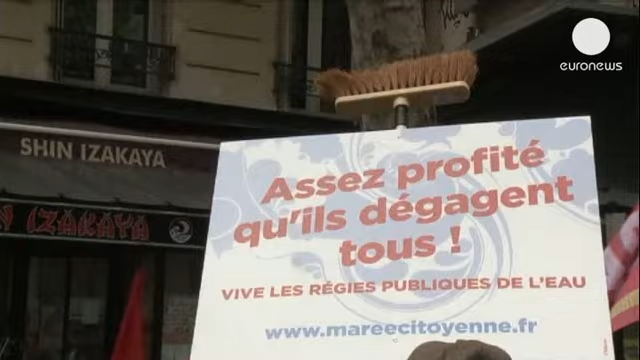 euronews
SHIN IZAKAYA
IZAKAYA
Assez profité
qu'ils dégagent
tous !
VIVE LES RÉGIES PUBLIQUES DE L'EAU
www.mareecitoyenne.fr